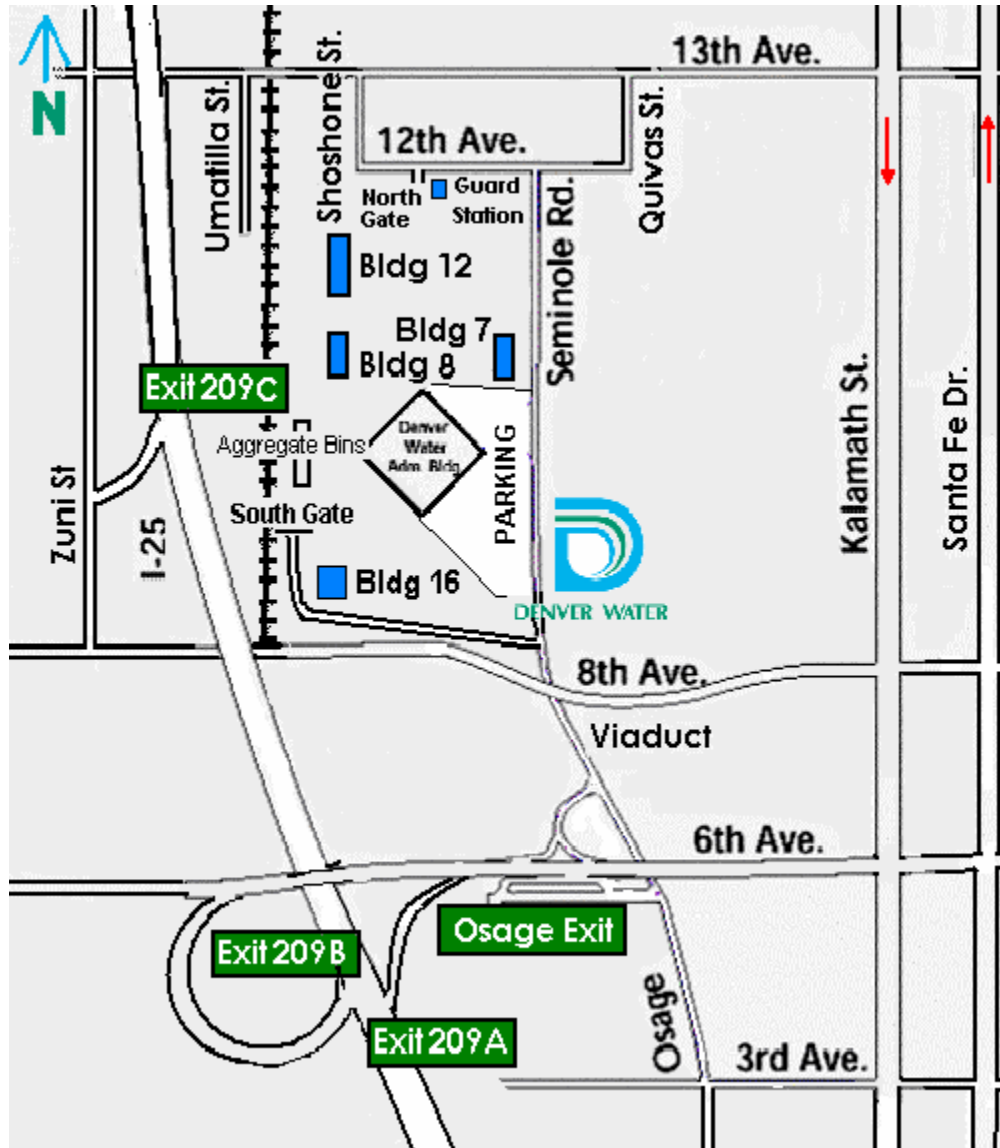 N
13th Ave.
Umatilla St.
Shoshone St.
12th Ave.
Quivas St.
North
Gate
Guard
Station
Seminole Rd.
Bldg 12
Bldg 7
Bldg 8
Exit 209C
Kalamath St.
Santa Fe Dr.
Aggregate Bins
Denver
Water
Adm. Bldg.
PARKING
Zuni St
I-25
South Gate
Bldg 16
DENVER WATER
8th Ave.
Viaduct
6th Ave.
Osage Exit
Exit 209B
Osage
Exit 209A
3rd Ave.